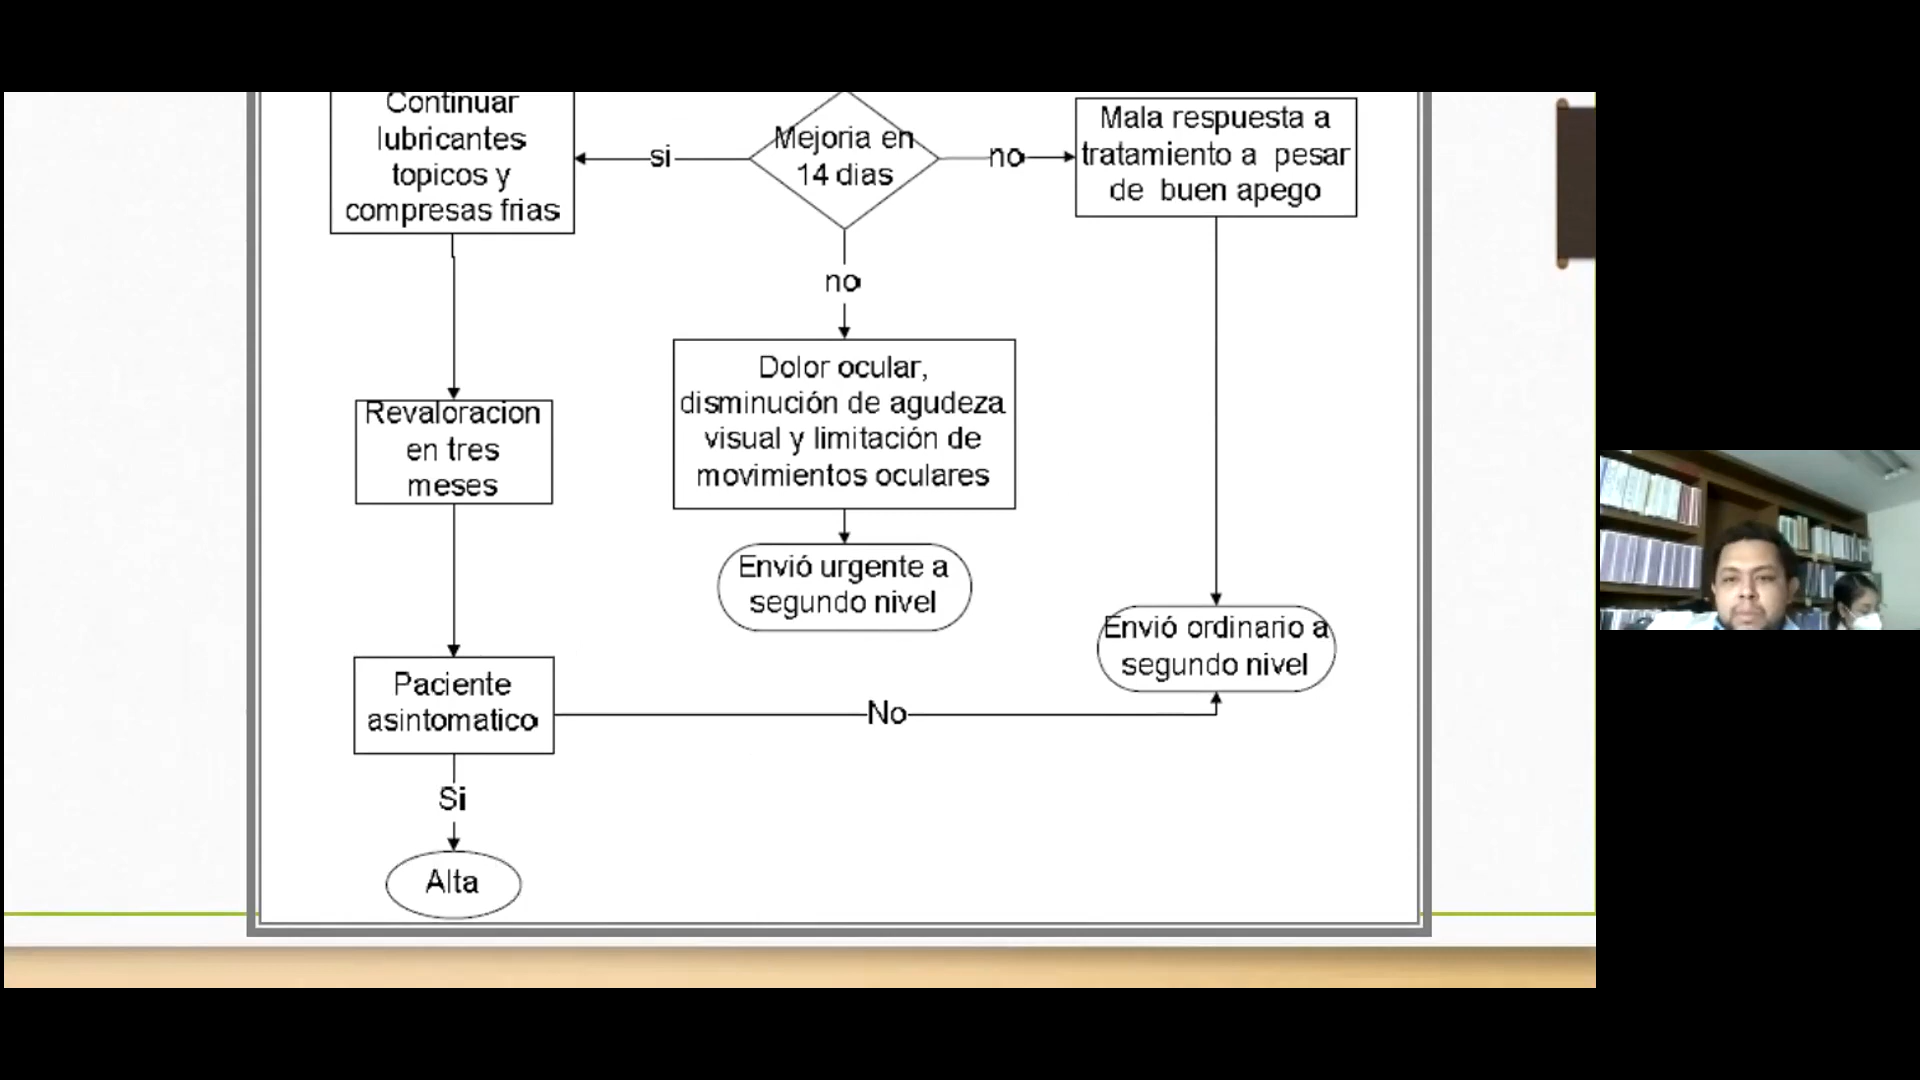 Continuar
lubricantes
topicos y
compresas frias
si
Mejoria en
14 dias
no
Mala respuesta a
tratamiento a pesar
de buen apego
no
Dolor ocular,
disminución de agudeza
visual y limitación de
movimientos oculares
Revaloracion
en tres
meses
Envió urgente a
segundo nivel
Envió ordinario a
segundo nivel
Paciente
asintomatico
No
Si
Alta